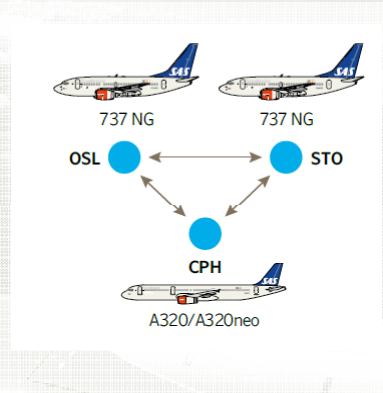 SAS SAS
737 NG 737 NG
OSL STO
CPH
SAS
A320/A320neo